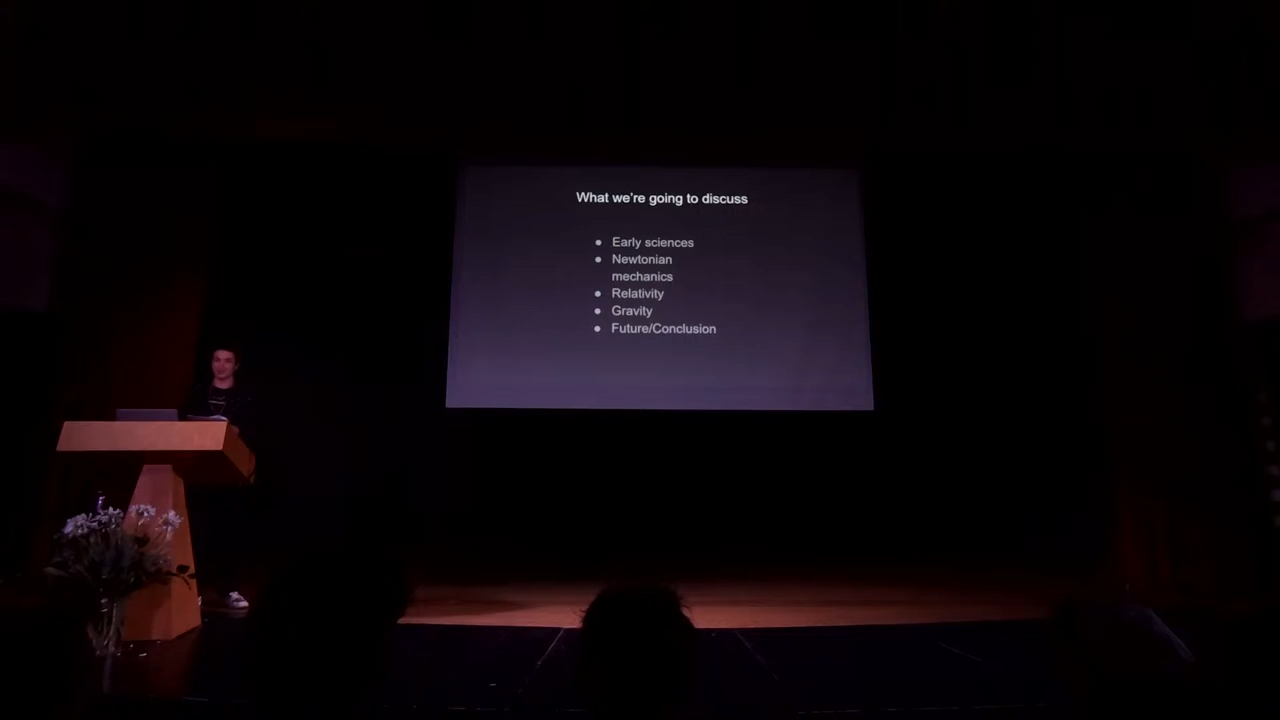 What we're going to discuss
● Early sciences
● Newtonian
mechanics
● Relativity
● Gravity
● Future/Conclusion